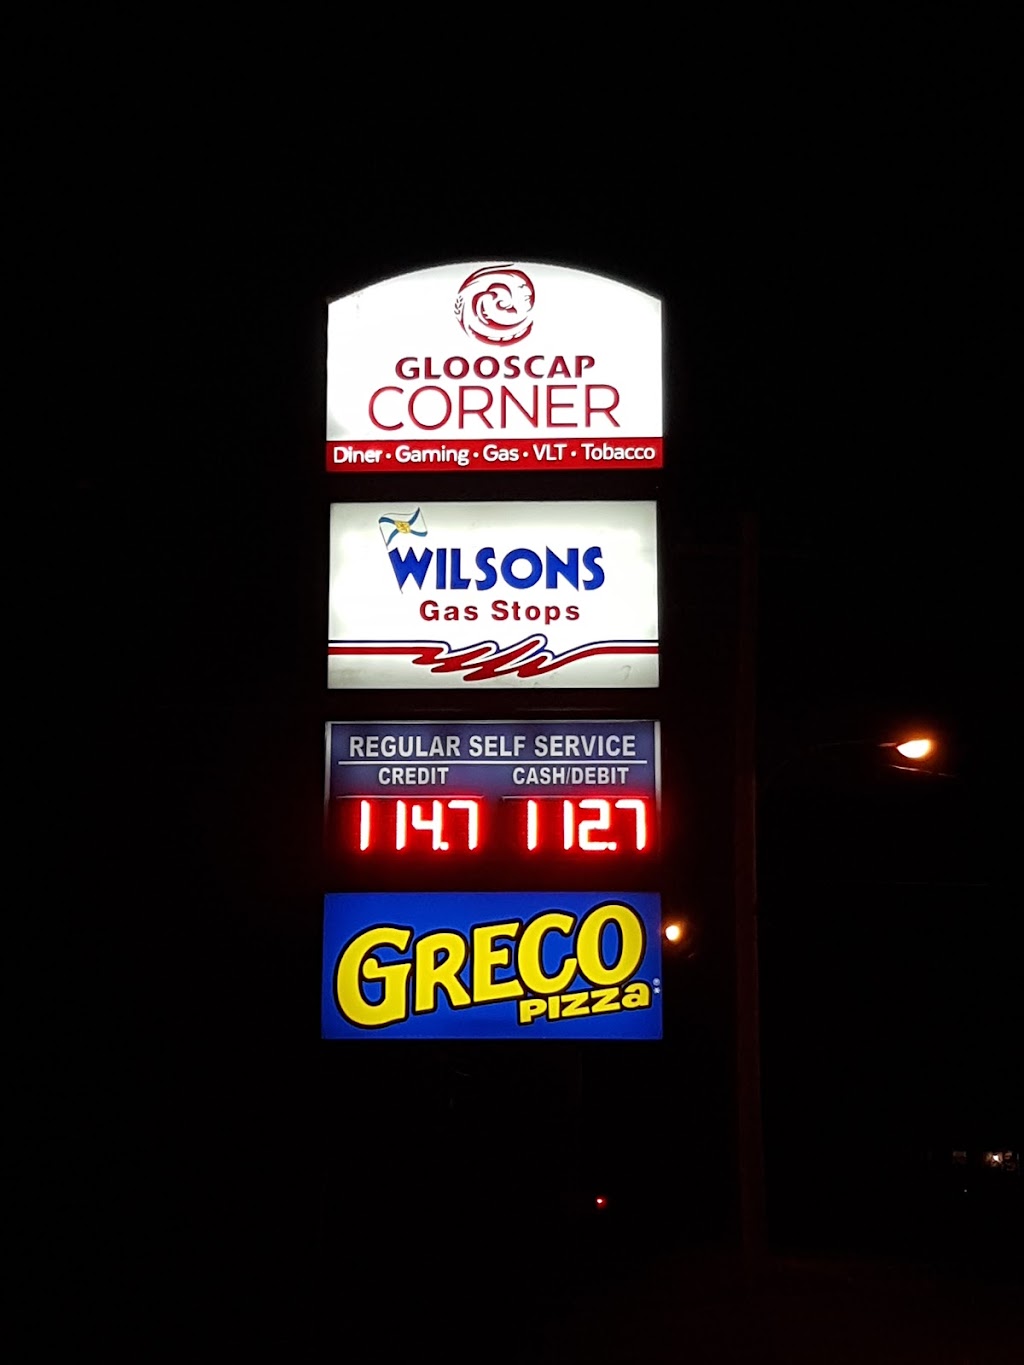 GLOOSCAP
CORNER
Diner · Gaming · Gas · VLT · Tobacco
WILSONS
Gas Stops
REGULAR SELF SERVICE
CREDIT CASH/DEBIT
114.7 112.7
GRECO
PIZZA